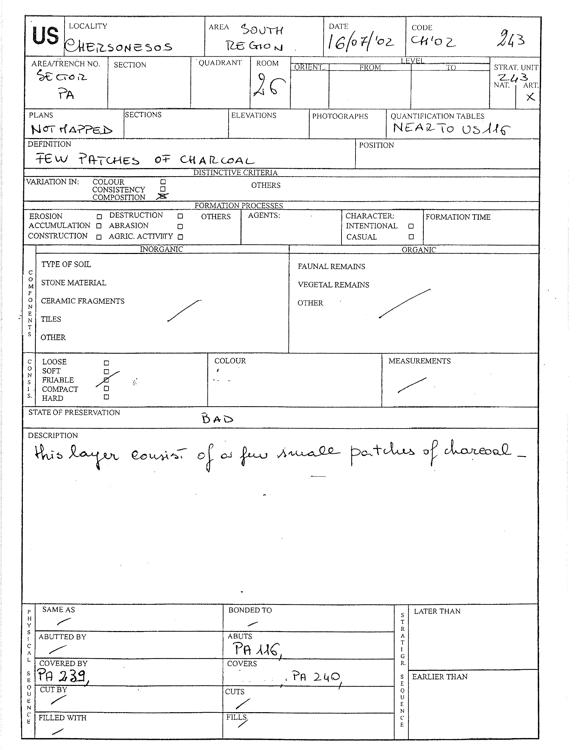 US
LOCALITY
CHERSONESOS
AREA SOUTH
REGION
DATE
16/07/'02
CODE
CH'02
243
AREA/TRENCH NO.
SECTOR
PA
SECTION
QUADRANT
ROOM
26
LEVEL
ORIENT. FROM TO
STRAT. UNIT
243
NAT. ART.
X
PLANS
NOT MAPPED
SECTIONS
ELEVATIONS
PHOTOGRAPHS
QUANTIFICATION TABLES
NEAR TO US 116
DEFINITION
FEW PATCHES OF CHARCOAL
POSITION
DISTINCTIVE CRITERIA
VARIATION IN: COLOUR
CONSISTENCY
COMPOSITION
OTHERS
FORMATION PROCESSES
EROSION DESTRUCTION OTHERS
ACCUMULATION ABRASION
CONSTRUCTION AGRIC. ACTIVITY
AGENTS:
CHARACTER:
INTENTIONAL
CASUAL
FORMATION TIME
INORGANIC ORGANIC
COMPONENTS
TYPE OF SOIL
STONE MATERIAL
CERAMIC FRAGMENTS
TILES
OTHER
FAUNAL REMAINS
VEGETAL REMAINS
OTHER
CONSIS.
LOOSE
SOFT
FRIABLE
COMPACT
HARD
COLOUR
MEASUREMENTS
STATE OF PRESERVATION
BAD
DESCRIPTION
this layer consist of a few small patches of charcoal –
PHYSICAL SEQUENCE
SAME AS
BONDED TO
ABUTTED BY
ABUTS
PA 116,
COVERED BY
PA 239,
COVERS
PA 240,
CUT BY
CUTS
FILLED WITH
FILLS
STRATIGR. SEQUENCE
LATER THAN
EARLIER THAN